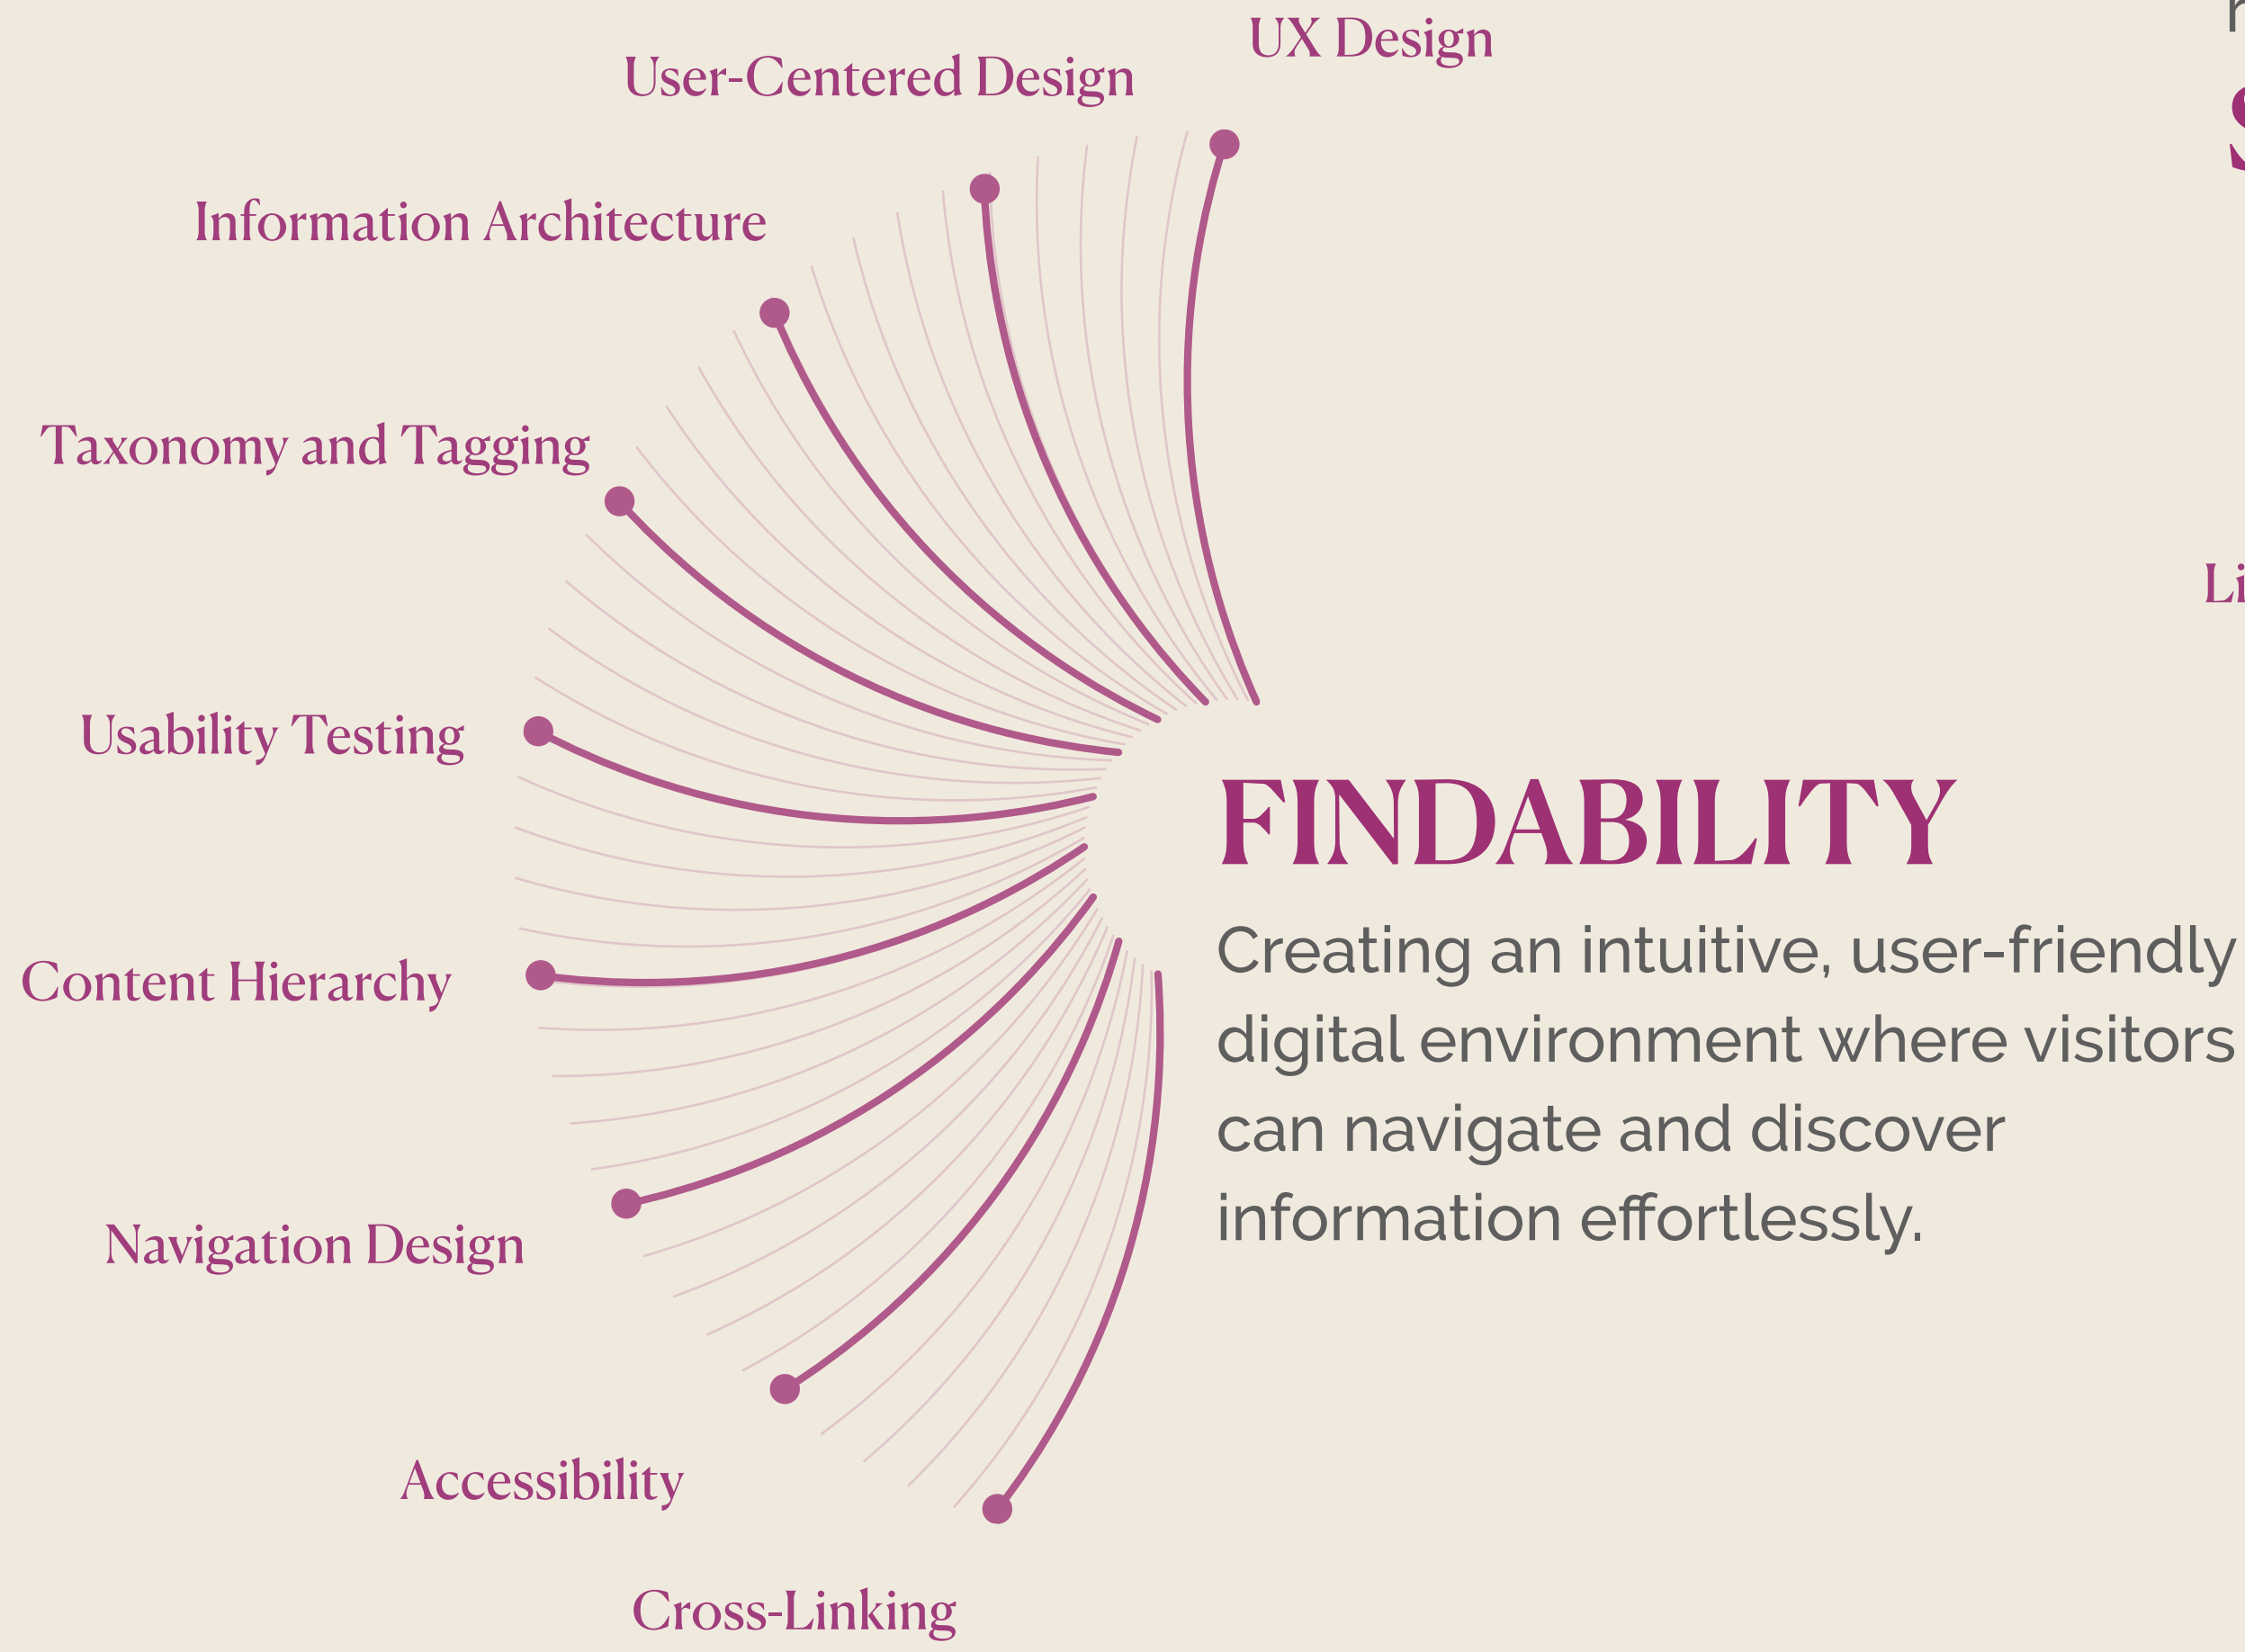 UX Design
User-Centered Design
Information Architecture
Taxonomy and Tagging
Usability Testing
Content Hierarchy
Navigation Design
Accessibility
Cross-Linking
FINDABILITY
Creating an intuitive, user-friendly
digital environment where visitors
can navigate and discover
information effortlessly.
Li